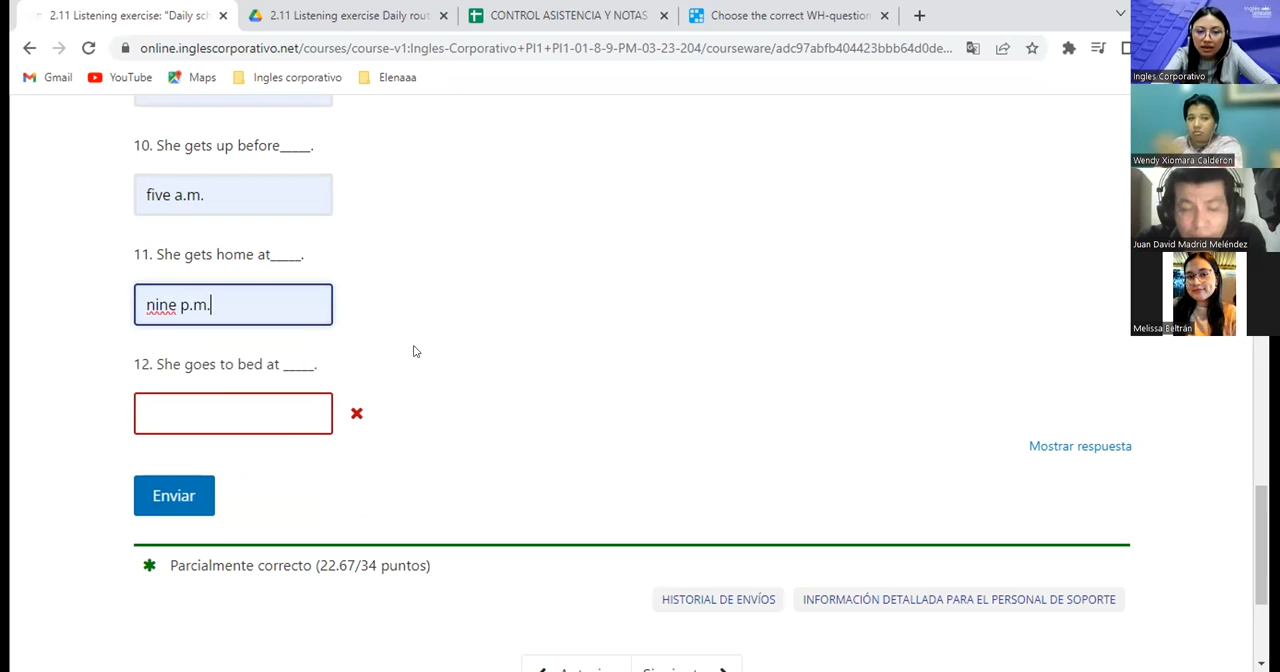 2.11 Listening exercise: "Daily sch
2.11 Listening exercise Daily rout
CONTROL ASISTENCIA Y NOTAS
Choose the correct WH-question
online.inglescorporativo.net/courses/course-v1:Ingles-Corporativo+PI1+PI1-01-8-9-PM-03-23-204/courseware/adc97abfb404423bbb64d0de...
Gmail
YouTube
Maps
Ingles corporativo
Elenaaa
Ingles Corporativo
Wendy Xiomara Calderon
Juan David Madrid Meléndez
Melissa Beltrán
10. She gets up before_____.
five a.m.
11. She gets home at_____.
nine p.m.
12. She goes to bed at _____.
Mostrar respuesta
Enviar
Parcialmente correcto (22.67/34 puntos)
HISTORIAL DE ENVÍOS
INFORMACIÓN DETALLADA PARA EL PERSONAL DE SOPORTE